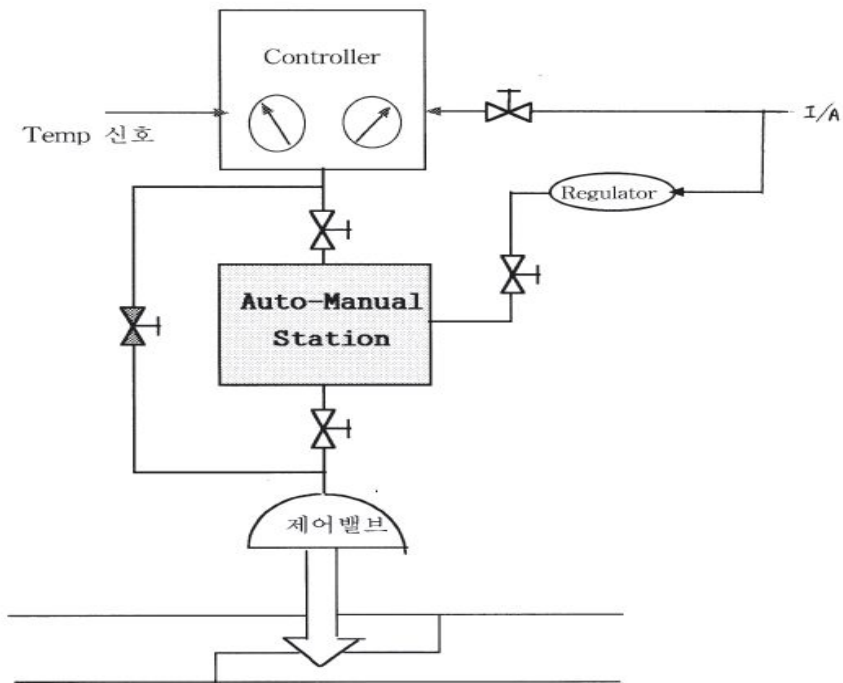 Controller
Temp 신호
I/A
Regulator
Auto-Manual
Station
제어밸브